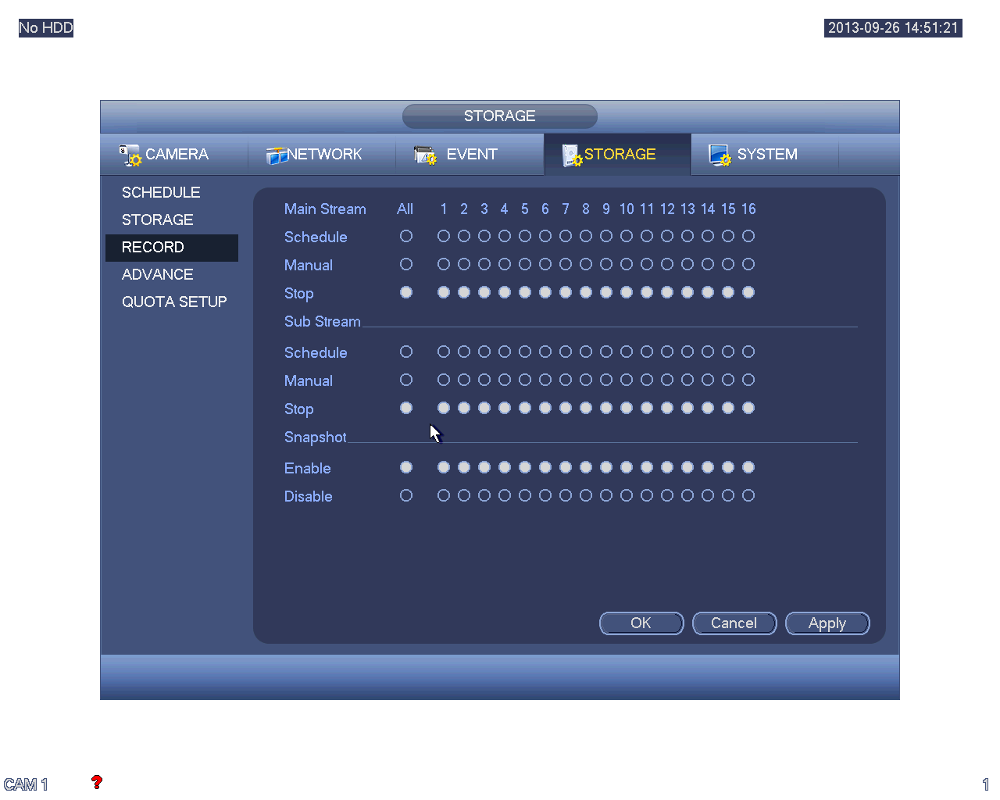 No HDD
2013-09-26 14:51:21
STORAGE
CAMERA NETWORK EVENT STORAGE SYSTEM
SCHEDULE
STORAGE
RECORD
ADVANCE
QUOTA SETUP
Main Stream All 1 2 3 4 5 6 7 8 9 10 11 12 13 14 15 16
Schedule
Manual
Stop
Sub Stream
Schedule
Manual
Stop
Snapshot
Enable
Disable
OK Cancel Apply
CAM 1 ? 1